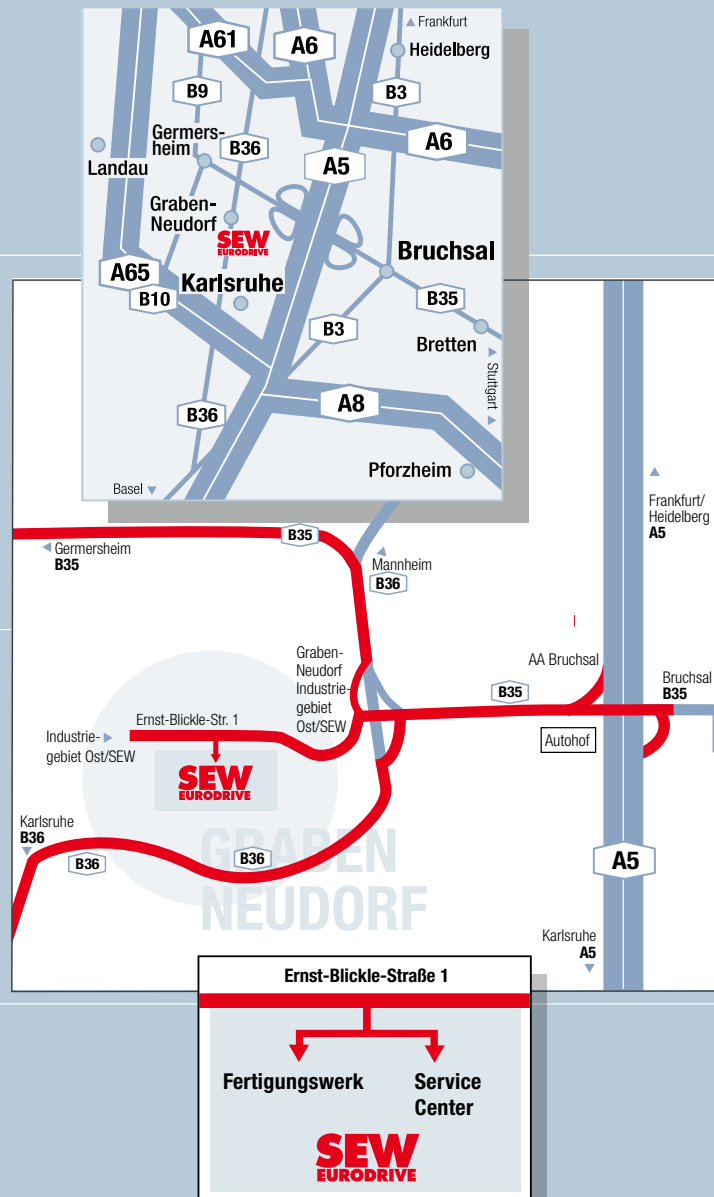 Frankfurt
A61
A6
Heidelberg
B9
B3
Germers-
heim
B36
A6
Landau
A5
Graben-
Neudorf
SEW
EURODRIVE
Bruchsal
A65
Karlsruhe
B10
B35
B3
Bretten
Stuttgart
A8
B36
Pforzheim
Basel
Frankfurt/
Heidelberg
A5
B35
Germersheim
B35
Mannheim
B36
Graben-
Neudorf
Industrie-
gebiet
Ost/SEW
AA Bruchsal
Bruchsal
B35
B35
Ernst-Blickle-Str. 1
Industrie-
gebiet Ost/SEW
Autohof
SEW
EURODRIVE
Karlsruhe
B36
B36
B36
GRABEN
NEUDORF
A5
Karlsruhe
A5
Ernst-Blickle-Straße 1
Fertigungswerk
Service
Center
SEW
EURODRIVE